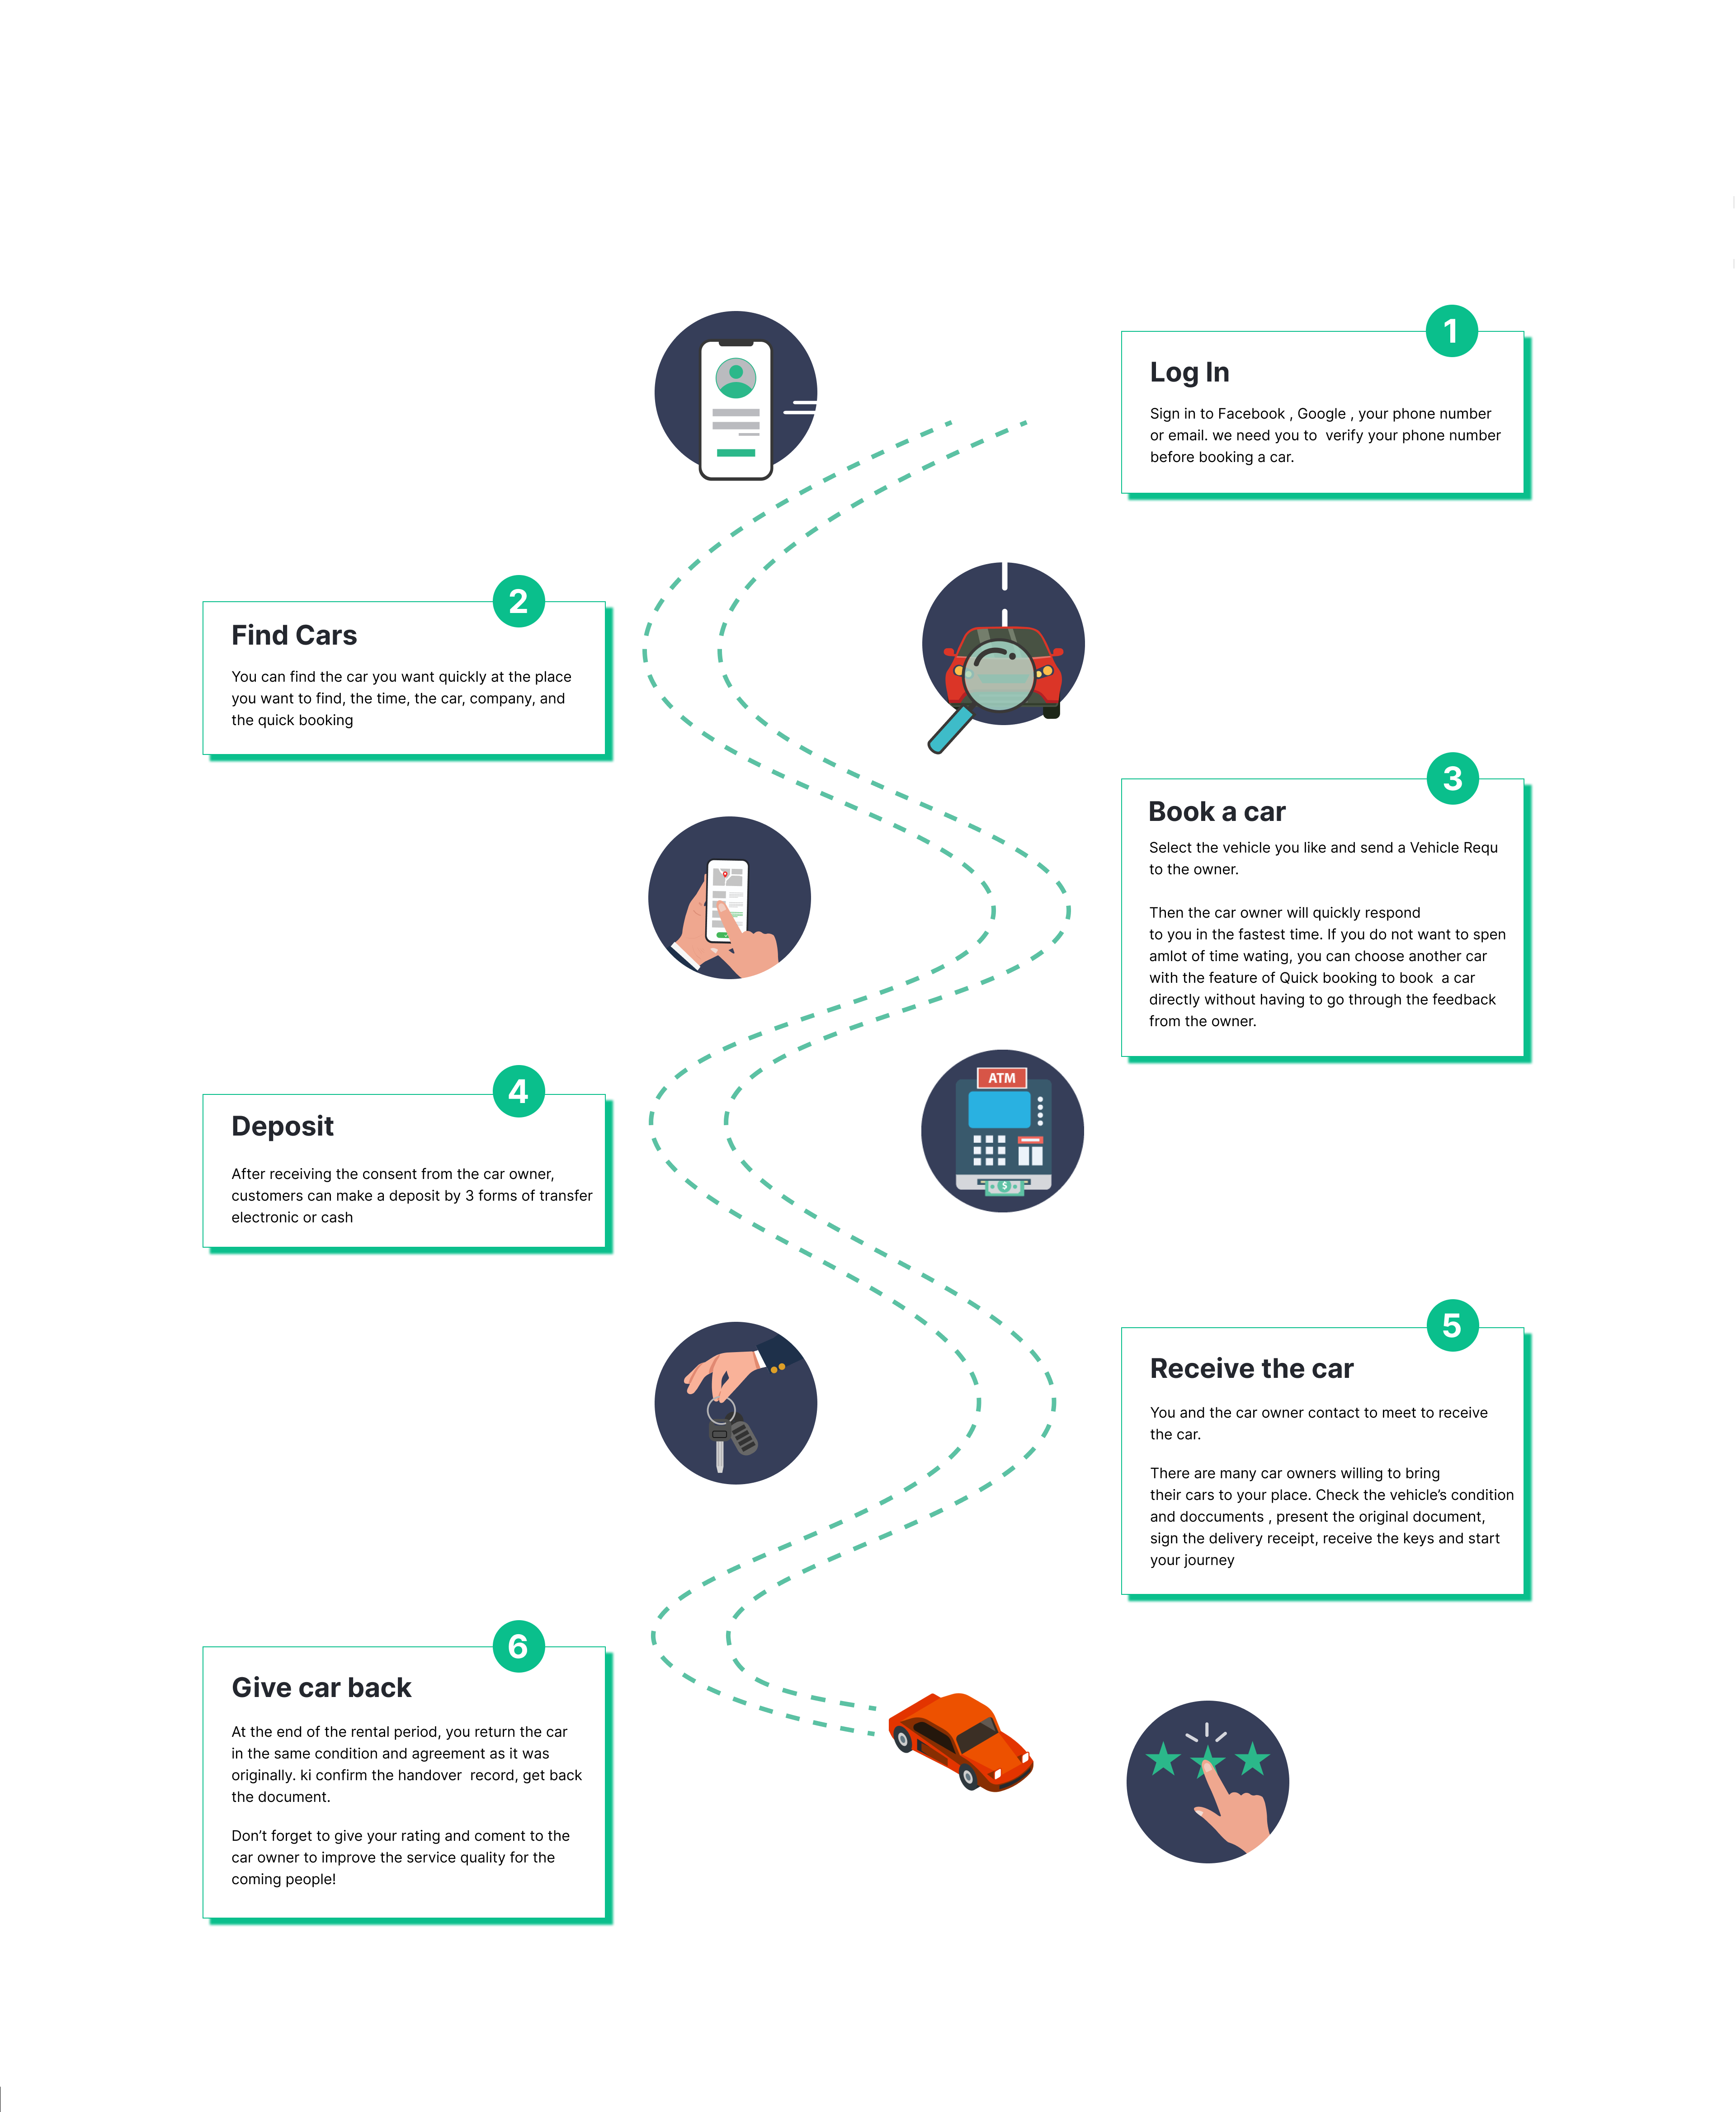 1
Log In
Sign in to Facebook , Google , your phone number
or email. we need you to  verify your phone number
before booking a car.
2
Find Cars
You can find the car you want quickly at the place
you want to find, the time, the car, company, and
the quick booking
3
Book a car
Select the vehicle you like and send a Vehicle Requ
to the owner.
Then the car owner will quickly respond
to you in the fastest time. If you do not want to spen
amlot of time wating, you can choose another car
with the feature of Quick booking to book  a car
directly without having to go through the feedback
from the owner.
ATM
$
4
Deposit
After receiving the consent from the car owner,
customers can make a deposit by 3 forms of transfer
electronic or cash
5
Receive the car
You and the car owner contact to meet to receive
the car.
There are many car owners willing to bring
their cars to your place. Check the vehicle’s condition
and doccuments , present the original document,
sign the delivery receipt, receive the keys and start
your journey
6
Give car back
At the end of the rental period, you return the car
in the same condition and agreement as it was
originally. ki confirm the handover  record, get back
the document.
Don’t forget to give your rating and coment to the
car owner to improve the service quality for the
coming people!